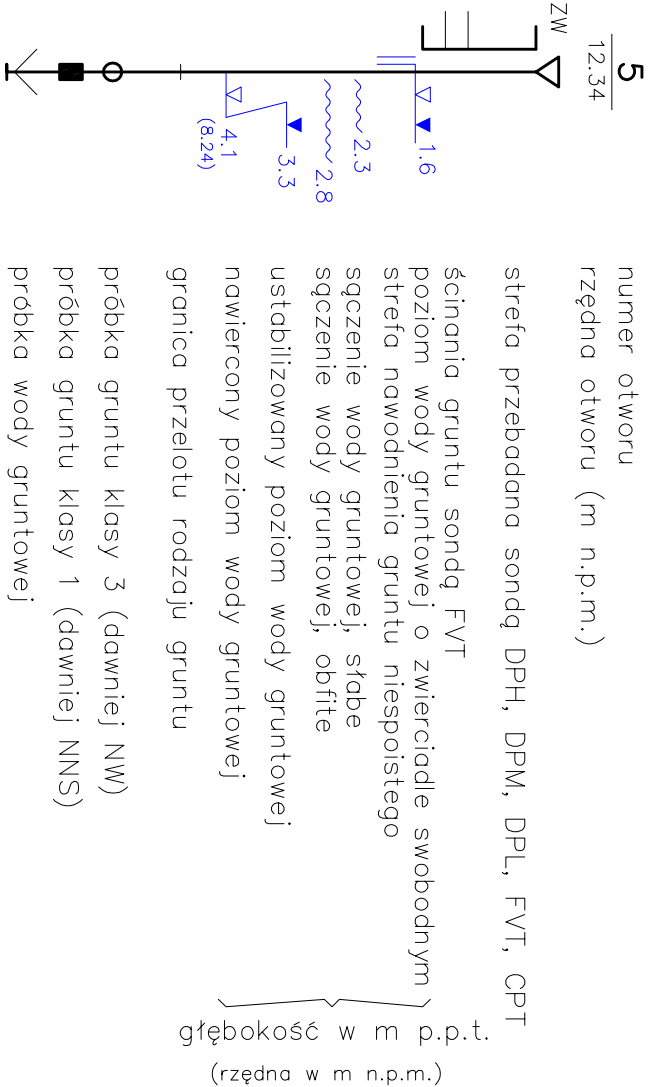 5
12.34
ZW
1.6
2.3
2.8
3.3
4.1
(8.24)
numer otworu
rzędna otworu (m n.p.m.)
strefa przebadana sondą DPH, DPM, DPL, FVT, CPT
ścinania gruntu sondą FVT
poziom wody gruntowej o zwierciadle swobodnym
strefa nawodnienia gruntu niespoistego
sączenie wody gruntowej, słabe
sączenie wody gruntowej, obfite
ustabilizowany poziom wody gruntowej
nawiercony poziom wody gruntowej
granica przelotu rodzaju gruntu
próbka gruntu klasy 3 (dawniej NW)
próbka gruntu klasy 1 (dawniej NNS)
próbka wody gruntowej
głębokość w m p.p.t.
(rzędna w m n.p.m.)